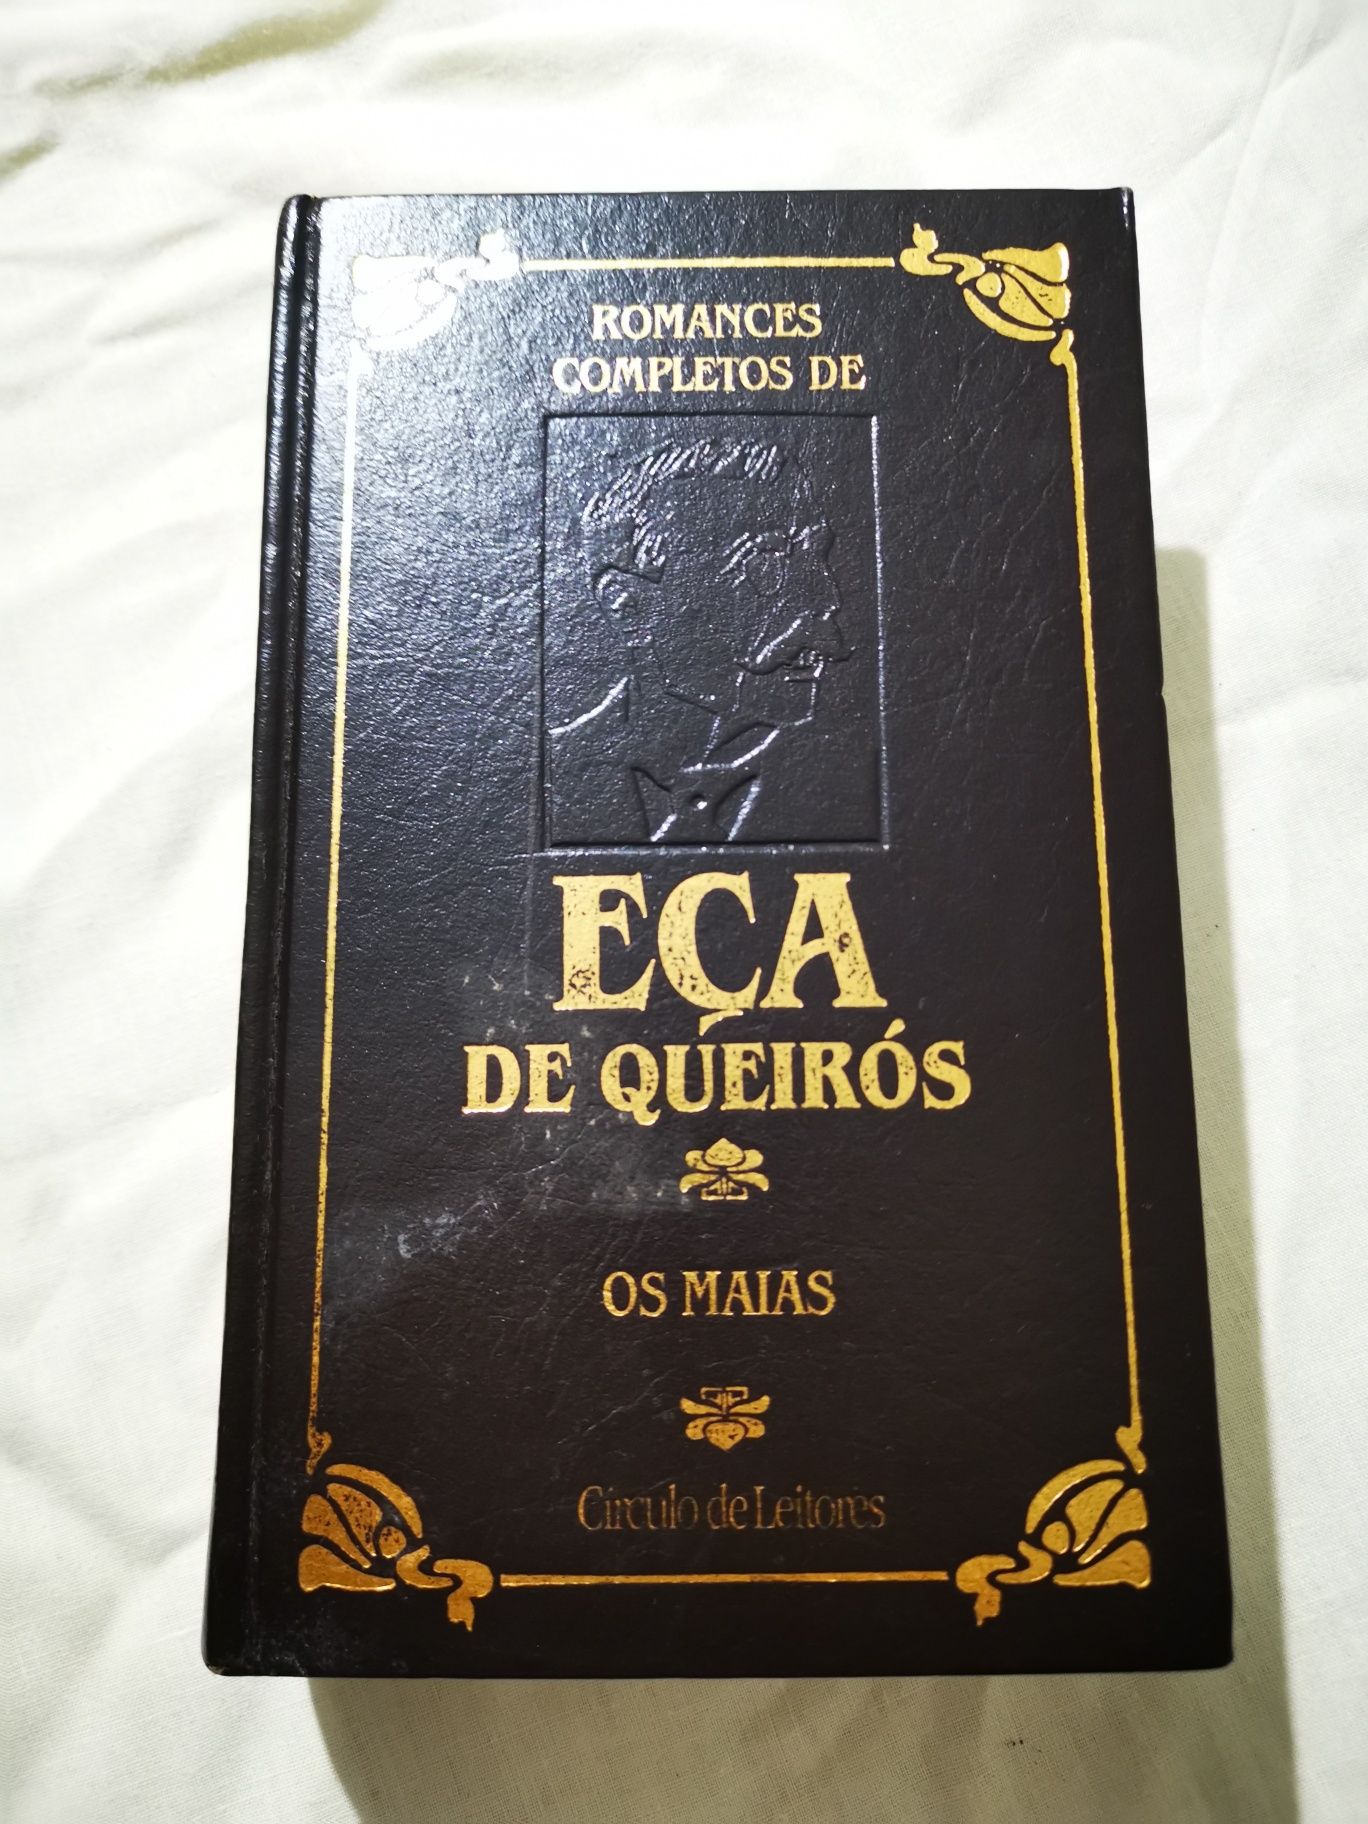 ROMANCES
COMPLETOS DE
EÇA
DE QUEIRÓS
OS MAIAS
Círculo de Leitores